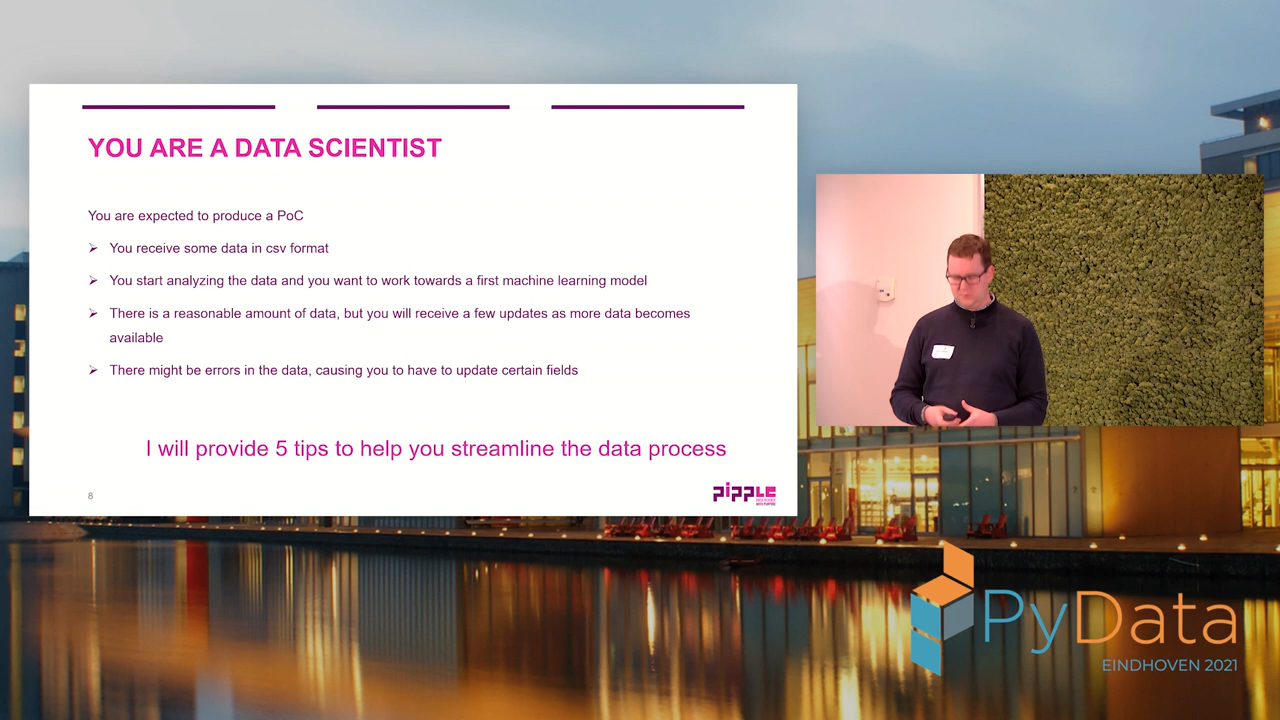 YOU ARE A DATA SCIENTIST
You are expected to produce a PoC
➢ You receive some data in csv format
➢ You start analyzing the data and you want to work towards a first machine learning model
➢ There is a reasonable amount of data, but you will receive a few updates as more data becomes
available
➢ There might be errors in the data, causing you to have to update certain fields
I will provide 5 tips to help you streamline the data process
8
pipple
PyData
EINDHOVEN 2021